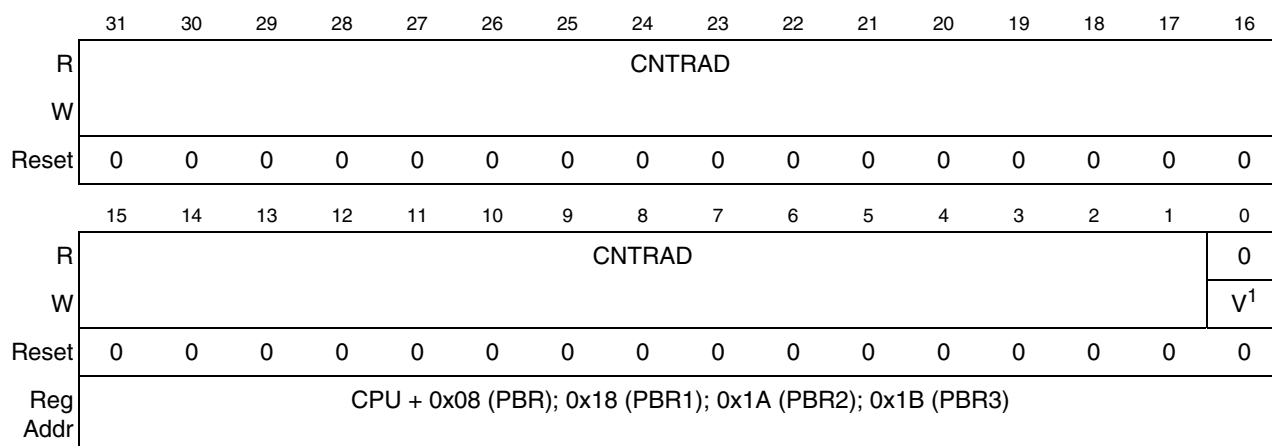 31 30 29 28 27 26 25 24 23 22 21 20 19 18 17 16
R CNTRAD
W
Reset 0 0 0 0 0 0 0 0 0 0 0 0 0 0 0 0
15 14 13 12 11 10 9 8 7 6 5 4 3 2 1 0
R CNTRAD 0
W V¹
Reset 0 0 0 0 0 0 0 0 0 0 0 0 0 0 0 0
Reg CPU + 0x08 (PBR); 0x18 (PBR1); 0x1A (PBR2); 0x1B (PBR3)
Addr